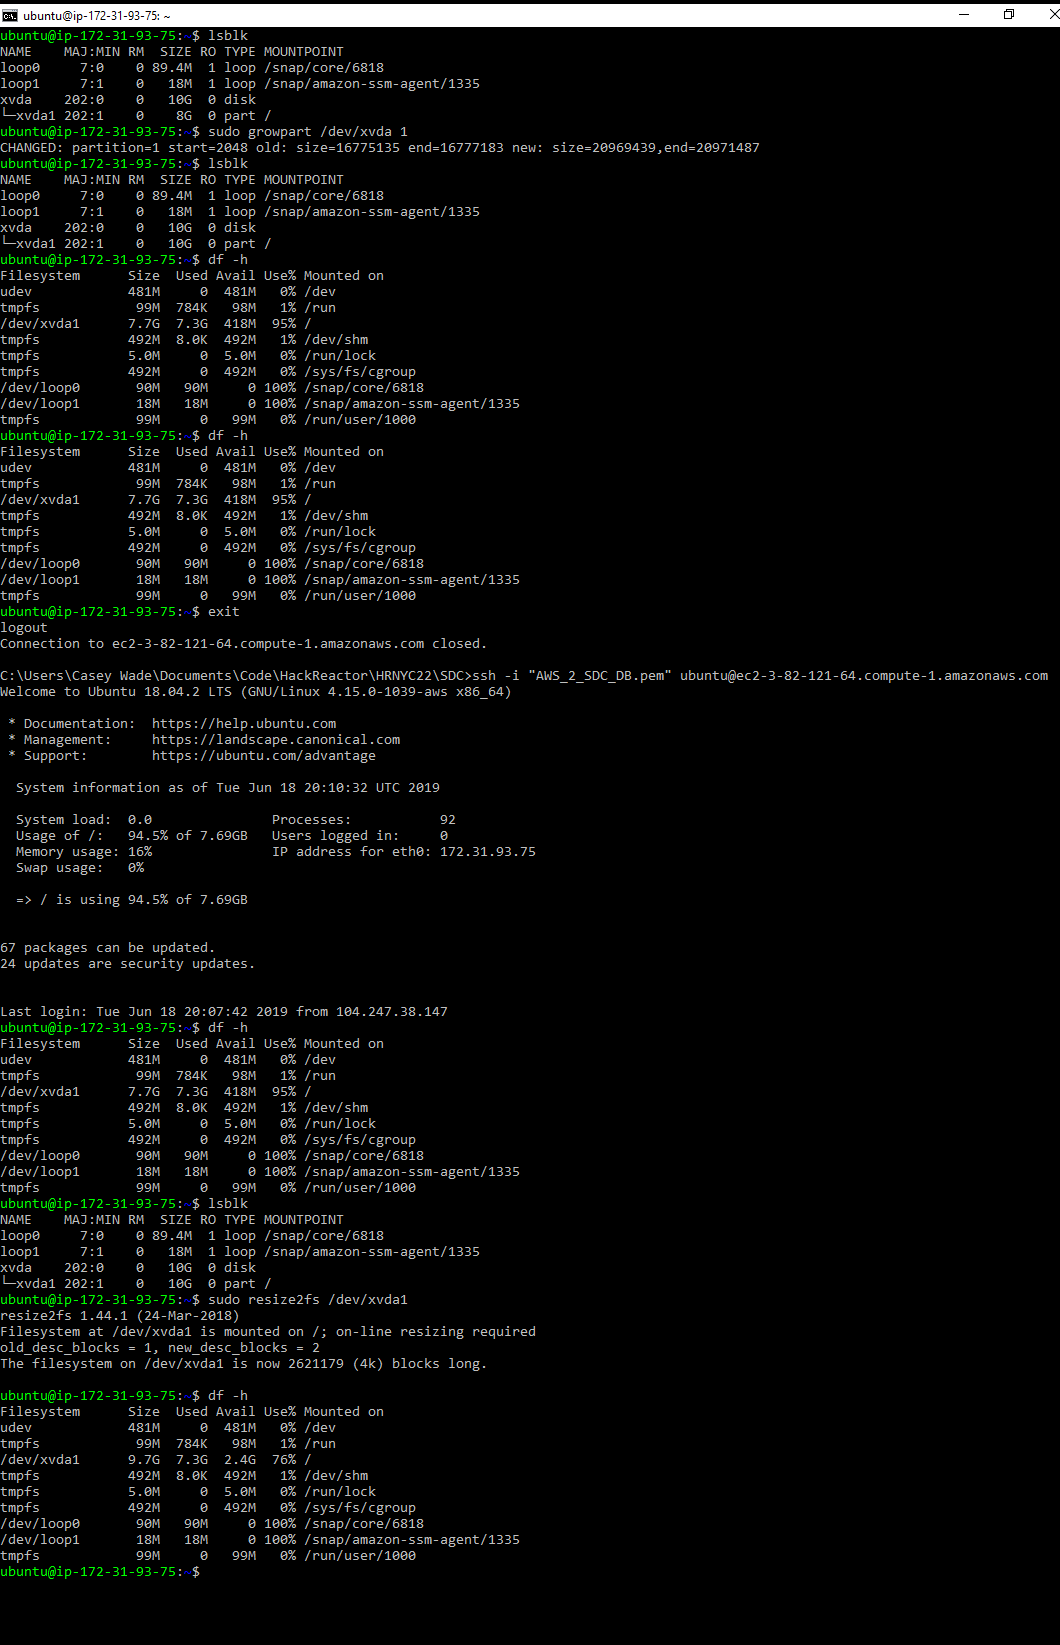 ubuntu@ip-172-31-93-75: ~
ubuntu@ip-172-31-93-75:~$ lsblk
NAME    MAJ:MIN RM  SIZE RO TYPE MOUNTPOINT
loop0     7:0    0 89.4M  1 loop /snap/core/6818
loop1     7:1    0   18M  1 loop /snap/amazon-ssm-agent/1335
xvda    202:0    0   10G  0 disk
└─xvda1 202:1    0    8G  0 part /
ubuntu@ip-172-31-93-75:~$ sudo growpart /dev/xvda 1
CHANGED: partition=1 start=2048 old: size=16775135 end=16777183 new: size=20969439,end=20971487
ubuntu@ip-172-31-93-75:~$ lsblk
NAME    MAJ:MIN RM  SIZE RO TYPE MOUNTPOINT
loop0     7:0    0 89.4M  1 loop /snap/core/6818
loop1     7:1    0   18M  1 loop /snap/amazon-ssm-agent/1335
xvda    202:0    0   10G  0 disk
└─xvda1 202:1    0   10G  0 part /
ubuntu@ip-172-31-93-75:~$ df -h
Filesystem      Size  Used Avail Use% Mounted on
udev            481M     0  481M   0% /dev
tmpfs            99M  784K   98M   1% /run
/dev/xvda1      7.7G  7.3G  418M  95% /
tmpfs           492M  8.0K  492M   1% /dev/shm
tmpfs           5.0M     0  5.0M   0% /run/lock
tmpfs           492M     0  492M   0% /sys/fs/cgroup
/dev/loop0       90M   90M     0 100% /snap/core/6818
/dev/loop1       18M   18M     0 100% /snap/amazon-ssm-agent/1335
tmpfs            99M     0   99M   0% /run/user/1000
ubuntu@ip-172-31-93-75:~$ df -h
Filesystem      Size  Used Avail Use% Mounted on
udev            481M     0  481M   0% /dev
tmpfs            99M  784K   98M   1% /run
/dev/xvda1      7.7G  7.3G  418M  95% /
tmpfs           492M  8.0K  492M   1% /dev/shm
tmpfs           5.0M     0  5.0M   0% /run/lock
tmpfs           492M     0  492M   0% /sys/fs/cgroup
/dev/loop0       90M   90M     0 100% /snap/core/6818
/dev/loop1       18M   18M     0 100% /snap/amazon-ssm-agent/1335
tmpfs            99M     0   99M   0% /run/user/1000
ubuntu@ip-172-31-93-75:~$ exit
logout
Connection to ec2-3-82-121-64.compute-1.amazonaws.com closed.
C:\Users\Casey Wade\Documents\Code\HackReactor\HRNYC22\SDC>ssh -i "AWS_2_SDC_DB.pem" ubuntu@ec2-3-82-121-64.compute-1.amazonaws.com
Welcome to Ubuntu 18.04.2 LTS (GNU/Linux 4.15.0-1039-aws x86_64)
 * Documentation:  https://help.ubuntu.com
 * Management:     https://landscape.canonical.com
 * Support:        https://ubuntu.com/advantage
  System information as of Tue Jun 18 20:10:32 UTC 2019
  System load:  0.0               Processes:           92
  Usage of /:   94.5% of 7.69GB   Users logged in:     0
  Memory usage: 16%               IP address for eth0: 172.31.93.75
  Swap usage:   0%
  => / is using 94.5% of 7.69GB
67 packages can be updated.
24 updates are security updates.
Last login: Tue Jun 18 20:07:42 2019 from 104.247.38.147
ubuntu@ip-172-31-93-75:~$ df -h
Filesystem      Size  Used Avail Use% Mounted on
udev            481M     0  481M   0% /dev
tmpfs            99M  784K   98M   1% /run
/dev/xvda1      7.7G  7.3G  418M  95% /
tmpfs           492M  8.0K  492M   1% /dev/shm
tmpfs           5.0M     0  5.0M   0% /run/lock
tmpfs           492M     0  492M   0% /sys/fs/cgroup
/dev/loop0       90M   90M     0 100% /snap/core/6818
/dev/loop1       18M   18M     0 100% /snap/amazon-ssm-agent/1335
tmpfs            99M     0   99M   0% /run/user/1000
ubuntu@ip-172-31-93-75:~$ lsblk
NAME    MAJ:MIN RM  SIZE RO TYPE MOUNTPOINT
loop0     7:0    0 89.4M  1 loop /snap/core/6818
loop1     7:1    0   18M  1 loop /snap/amazon-ssm-agent/1335
xvda    202:0    0   10G  0 disk
└─xvda1 202:1    0   10G  0 part /
ubuntu@ip-172-31-93-75:~$ sudo resize2fs /dev/xvda1
resize2fs 1.44.1 (24-Mar-2018)
Filesystem at /dev/xvda1 is mounted on /; on-line resizing required
old_desc_blocks = 1, new_desc_blocks = 2
The filesystem on /dev/xvda1 is now 2621179 (4k) blocks long.
ubuntu@ip-172-31-93-75:~$ df -h
Filesystem      Size  Used Avail Use% Mounted on
udev            481M     0  481M   0% /dev
tmpfs            99M  784K   98M   1% /run
/dev/xvda1      9.7G  7.3G  2.4G  76% /
tmpfs           492M  8.0K  492M   1% /dev/shm
tmpfs           5.0M     0  5.0M   0% /run/lock
tmpfs           492M     0  492M   0% /sys/fs/cgroup
/dev/loop0       90M   90M     0 100% /snap/core/6818
/dev/loop1       18M   18M     0 100% /snap/amazon-ssm-agent/1335
tmpfs            99M     0   99M   0% /run/user/1000
ubuntu@ip-172-31-93-75:~$